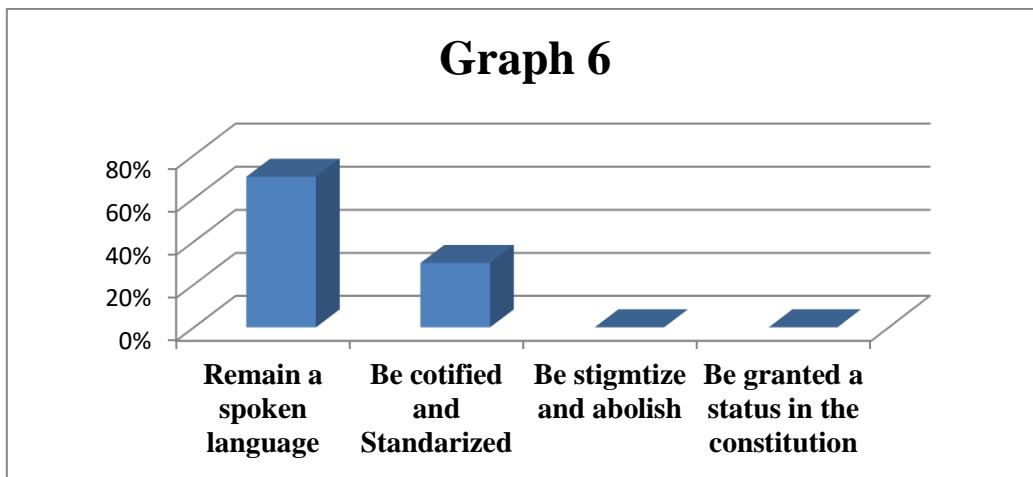 Graph 6
80%
60%
40%
20%
0%
Remain a
spoken
language
Be cotified
and
Standarized
Be stigmtize
and abolish
Be granted a
status in the
constitution